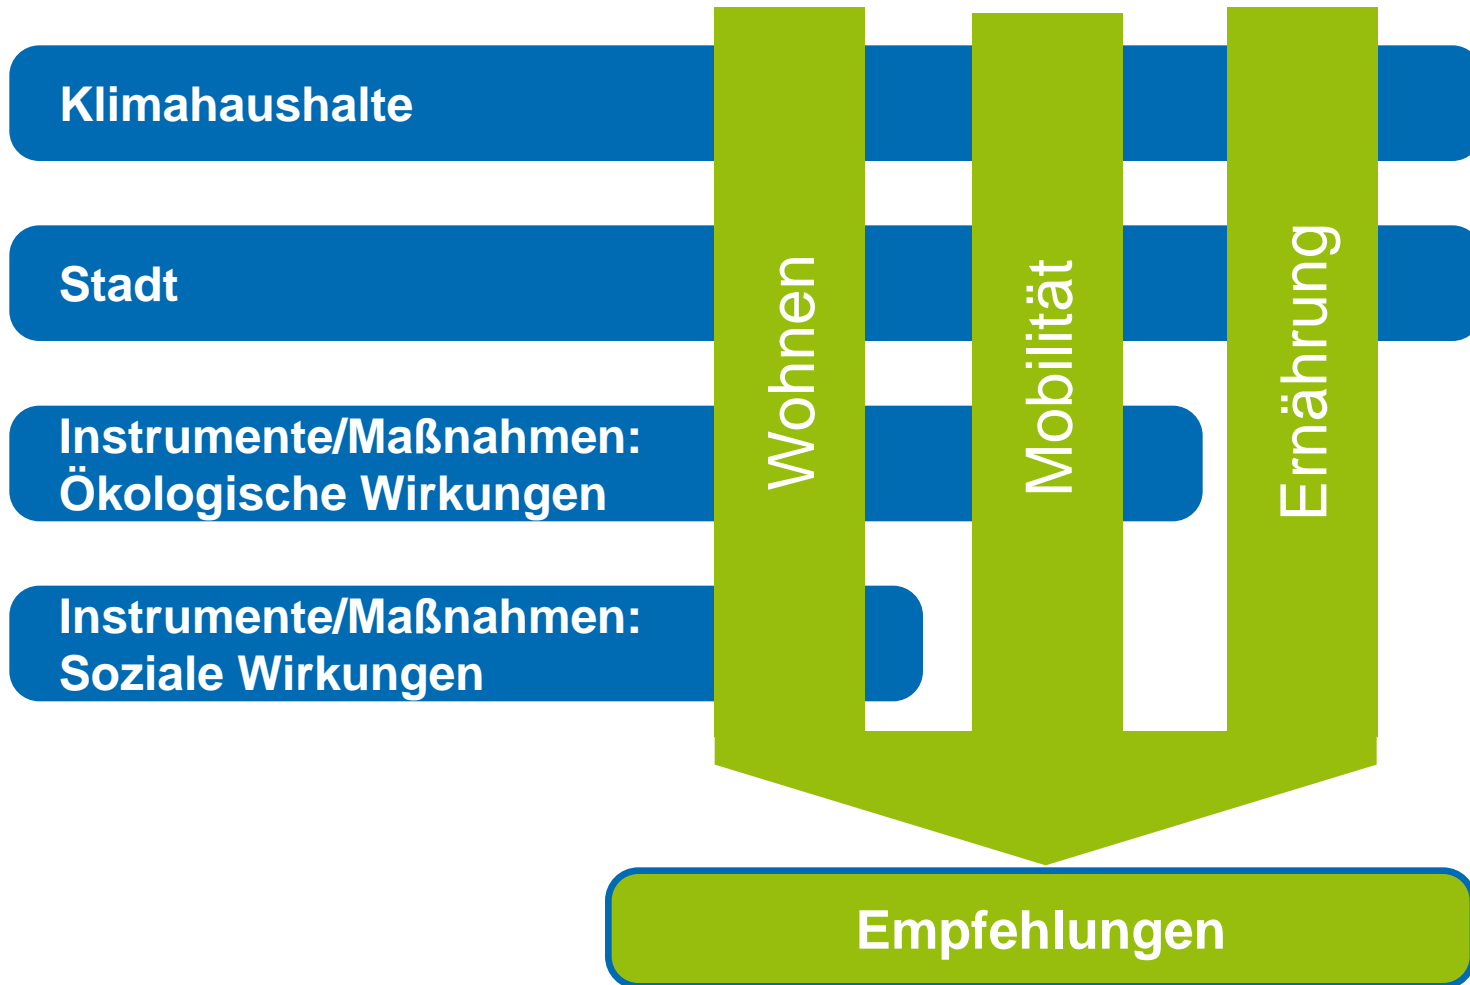 Klimahaushalte
Stadt
Instrumente/Maßnahmen:
Ökologische Wirkungen
Instrumente/Maßnahmen:
Soziale Wirkungen
Wohnen
Mobilität
Ernährung
Empfehlungen